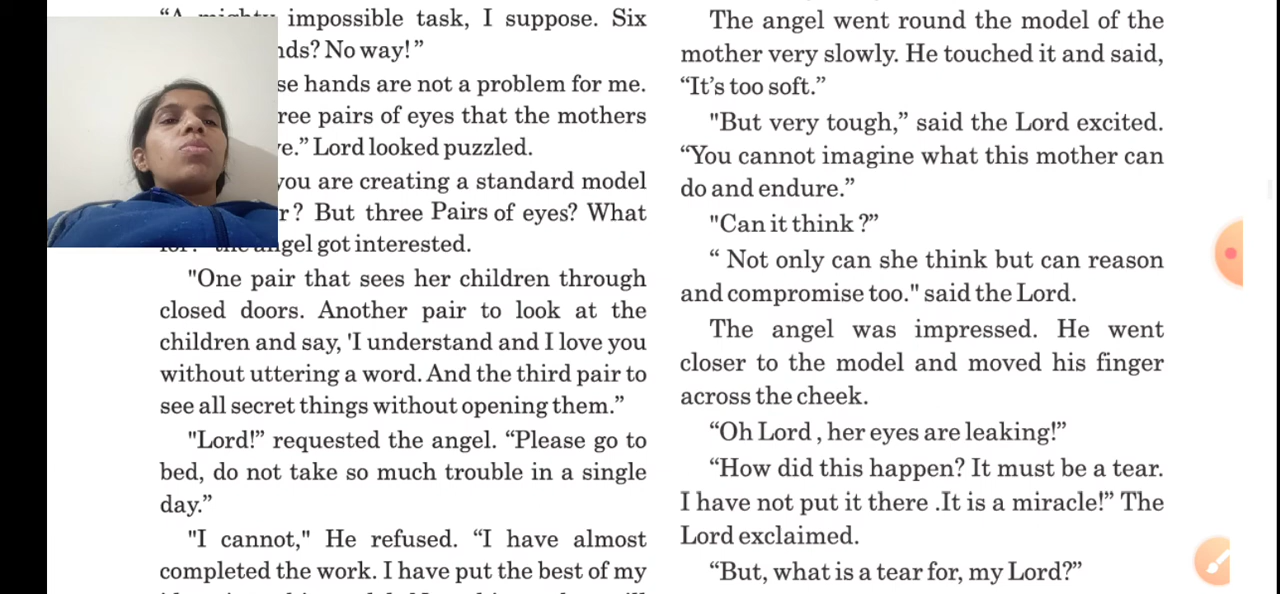 impossible task, I suppose. Six
nds? No way!”
se hands are not a problem for me.
ree pairs of eyes that the mothers
e.” Lord looked puzzled.
you are creating a standard model
r? But three Pairs of eyes? What
angel got interested.
"One pair that sees her children through
closed doors. Another pair to look at the
children and say, 'I understand and I love you
without uttering a word. And the third pair to
see all secret things without opening them.”
"Lord!” requested the angel. “Please go to
bed, do not take so much trouble in a single
day.”
"I cannot," He refused. “I have almost
completed the work. I have put the best of my
The angel went round the model of the
mother very slowly. He touched it and said,
“It’s too soft.”
"But very tough,” said the Lord excited.
“You cannot imagine what this mother can
do and endure.”
"Can it think ?”
“ Not only can she think but can reason
and compromise too." said the Lord.
The angel was impressed. He went
closer to the model and moved his finger
across the cheek.
“Oh Lord , her eyes are leaking!”
“How did this happen? It must be a tear.
I have not put it there .It is a miracle!” The
Lord exclaimed.
“But, what is a tear for, my Lord?”